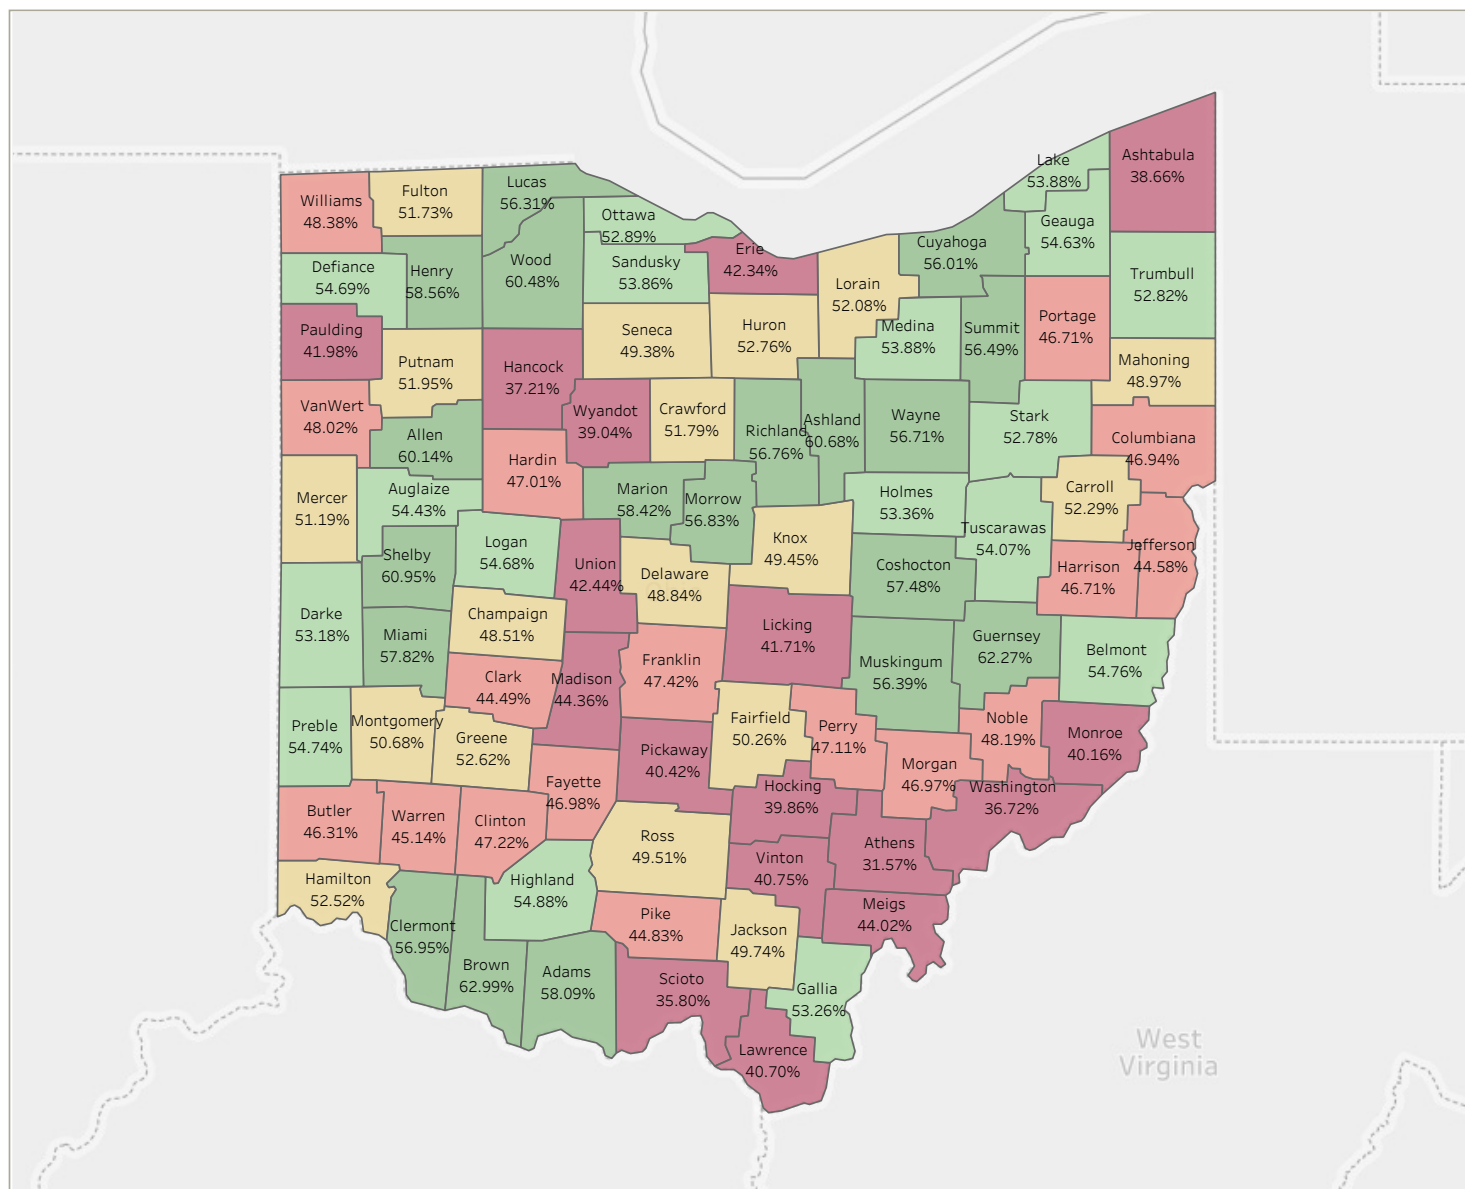 Lake
53.88%
Ashtabula
38.66%
Williams
48.38%
Fulton
51.73%
Lucas
56.31%
Ottawa
52.89%
Geauga
54.63%
Cuyahoga
56.01%
Erie
42.34%
Defiance
54.69%
Henry
58.56%
Wood
60.48%
Sandusky
53.86%
Lorain
52.08%
Trumbull
52.82%
Paulding
41.98%
Seneca
49.38%
Huron
52.76%
Medina
53.88%
Summit
56.49%
Portage
46.71%
Putnam
51.95%
Hancock
37.21%
Mahoning
48.97%
VanWert
48.02%
Wyandot
39.04%
Crawford
51.79%
Richland
56.76%
Ashland
60.68%
Wayne
56.71%
Stark
52.78%
Columbiana
46.94%
Allen
60.14%
Hardin
47.01%
Mercer
51.19%
Auglaize
54.43%
Marion
58.42%
Morrow
56.83%
Holmes
53.36%
Carroll
52.29%
Shelby
60.95%
Logan
54.68%
Union
42.44%
Knox
49.45%
Tuscarawas
54.07%
Jefferson
44.58%
Delaware
48.84%
Coshocton
57.48%
Harrison
46.71%
Darke
53.18%
Champaign
48.51%
Miami
57.82%
Licking
41.71%
Guernsey
62.27%
Belmont
54.76%
Clark
44.49%
Madison
44.36%
Franklin
47.42%
Muskingum
56.39%
Preble
54.74%
Montgomery
50.68%
Greene
52.62%
Fairfield
50.26%
Perry
47.11%
Noble
48.19%
Monroe
40.16%
Pickaway
40.42%
Morgan
46.97%
Fayette
46.98%
Hocking
39.86%
Washington
36.72%
Butler
46.31%
Warren
45.14%
Clinton
47.22%
Ross
49.51%
Athens
31.57%
Vinton
40.75%
Hamilton
52.52%
Highland
54.88%
Meigs
44.02%
Clermont
56.95%
Pike
44.83%
Jackson
49.74%
Brown
62.99%
Adams
58.09%
Scioto
35.80%
Gallia
53.26%
Lawrence
40.70%
West
Virginia